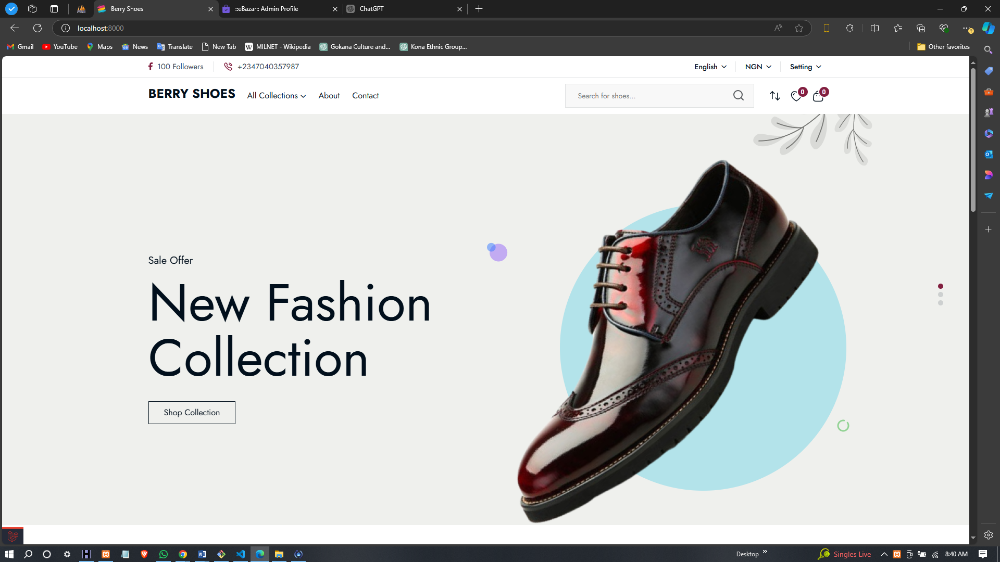 Berry Shoes
::eBazar:: Admin Profile
ChatGPT
localhost:8000
Gmail
YouTube
Maps
News
Translate
New Tab
MILNET - Wikipedia
Gokana Culture and...
Kona Ethnic Group...
Other favorites
100 Followers
+2347040357987
English
NGN
Setting
BERRY SHOES
All Collections
About
Contact
Search for shoes...
0
0
Sale Offer
New Fashion
Collection
Shop Collection
Desktop
Singles Live
8:40 AM